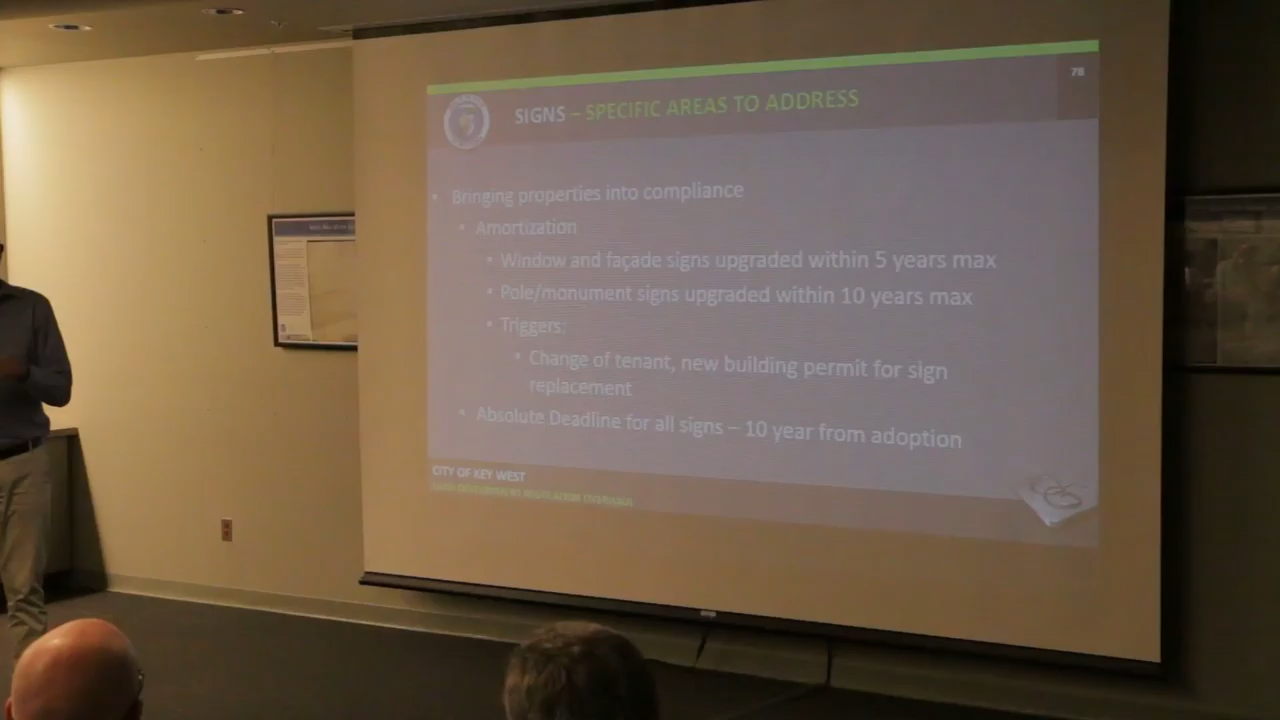 78
SIGNS – SPECIFIC AREAS TO ADDRESS
• Bringing properties into compliance
• Amortization
• Window and façade signs upgraded within 5 years max
• Pole/monument signs upgraded within 10 years max
• Triggers:
• Change of tenant, new building permit for sign
replacement
• Absolute Deadline for all signs – 10 year from adoption
CITY OF KEY WEST